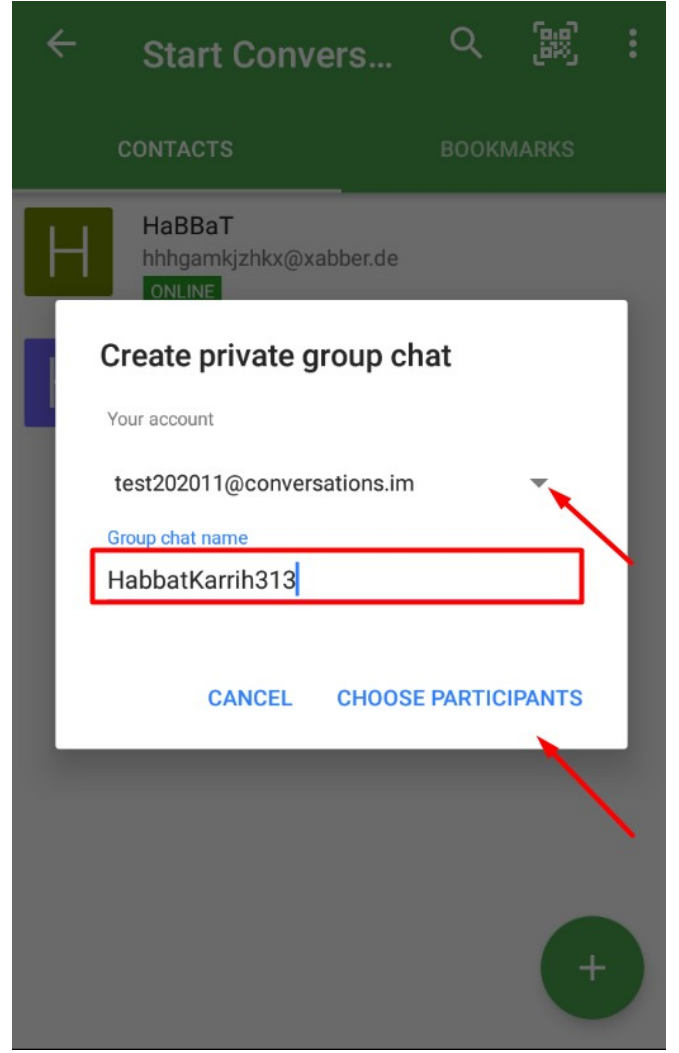 Start Convers...
CONTACTS
BOOKMARKS
H
HaBBaT
hhhgamkjzhkx@xabber.de
ONLINE
Create private group chat
Your account
test202011@conversations.im
Group chat name
HabbatKarrih313
CANCEL
CHOOSE PARTICIPANTS